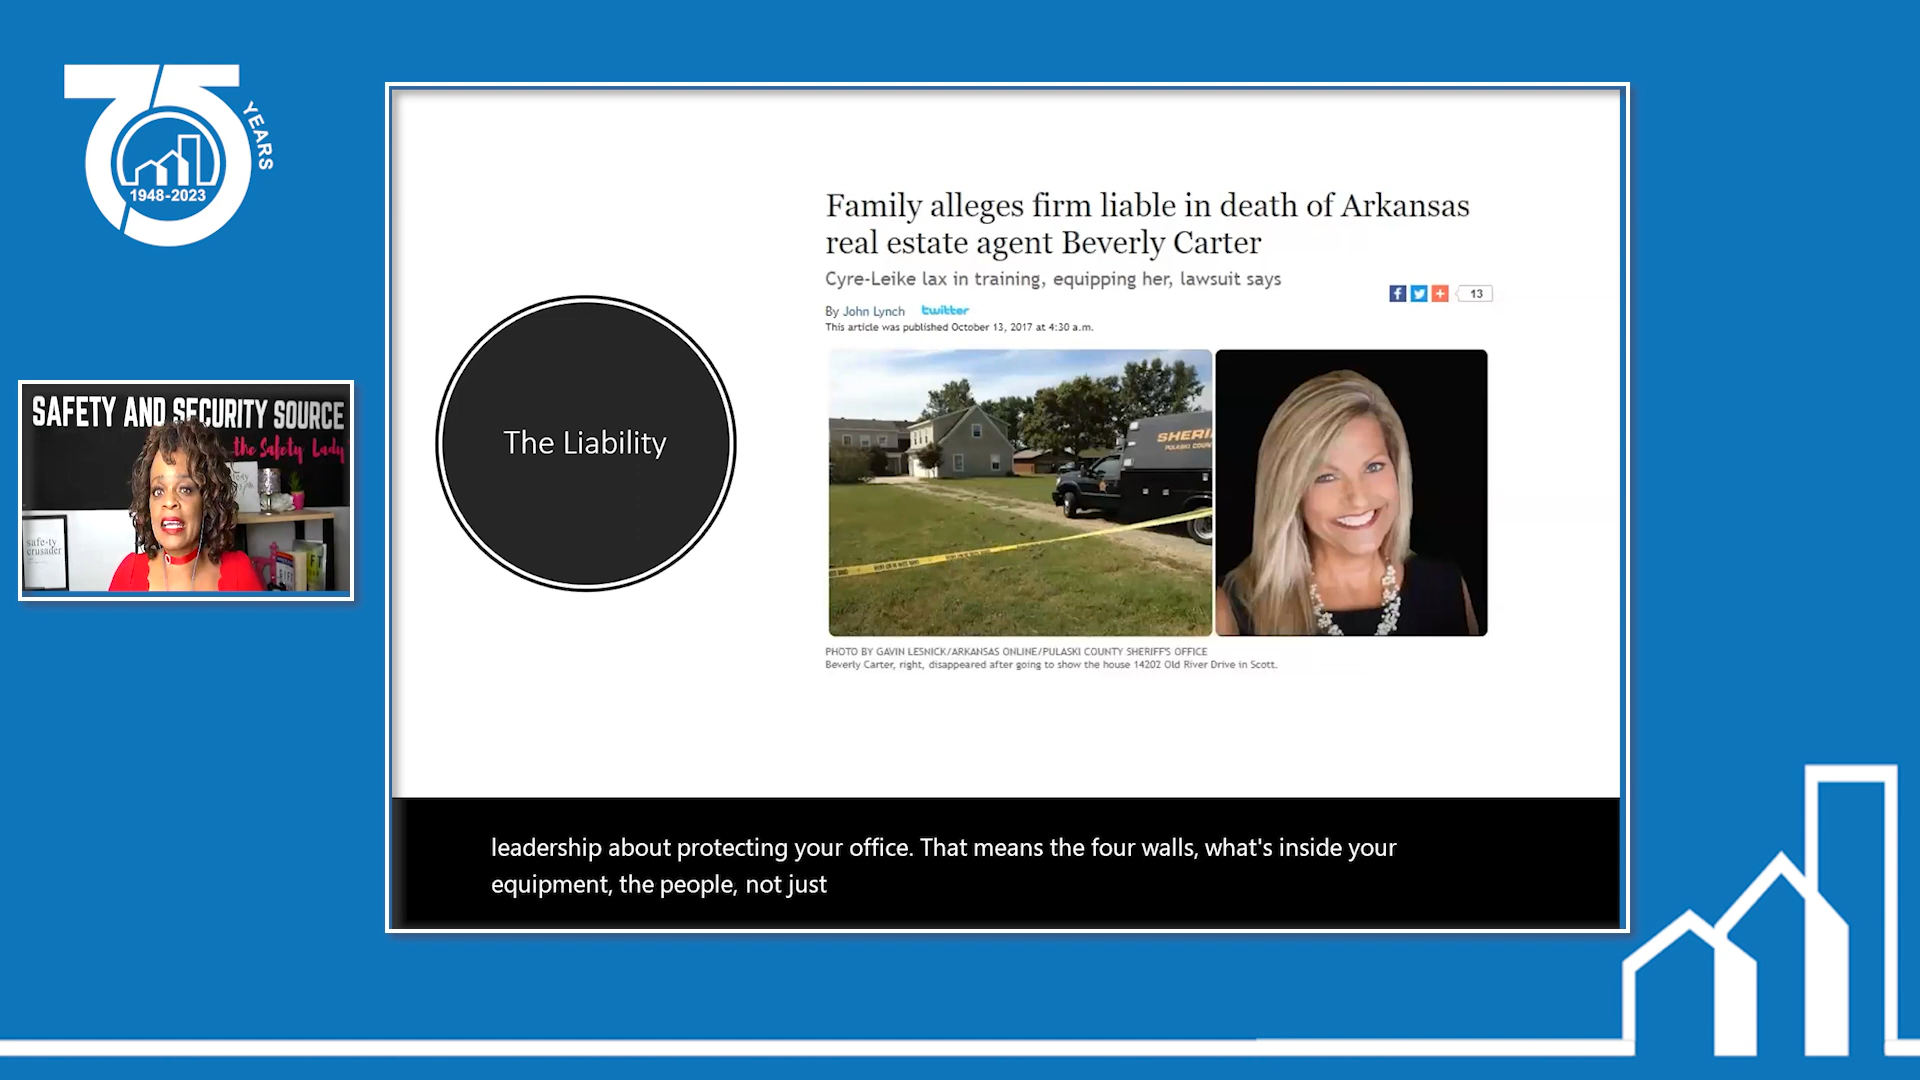 75
YEARS
1948-2023
SAFETY AND SECURITY SOURCE
the Safety Lady
safe·ty
crusader
The Liability
Family alleges firm liable in death of Arkansas
real estate agent Beverly Carter
Cyre-Leike lax in training, equipping her, lawsuit says
By John Lynch twitter
This article was published October 13, 2017 at 4:30 a.m.
13
SHERI
PULASKI COUN
PHOTO BY GAVIN LESNICK/ARKANSAS ONLINE/PULASKI COUNTY SHERIFF'S OFFICE
Beverly Carter, right, disappeared after going to show the house 14202 Old River Drive in Scott.
leadership about protecting your office. That means the four walls, what's inside your
equipment, the people, not just